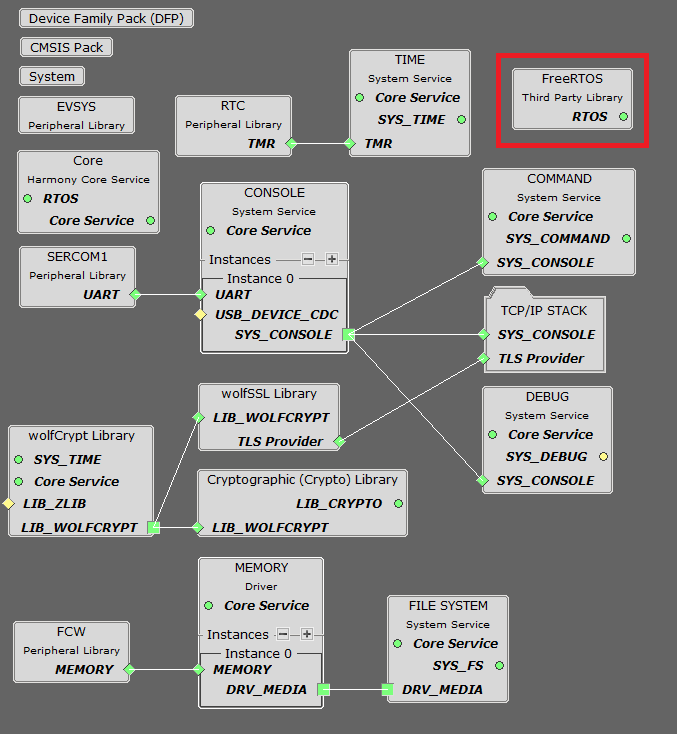 Device Family Pack (DFP)
CMSIS Pack
System
EVSYS
Peripheral Library
RTC
Peripheral Library
TMR
TIME
System Service
Core Service
SYS_TIME
TMR
FreeRTOS
Third Party Library
RTOS
Core
Harmony Core Service
RTOS
Core Service
CONSOLE
System Service
Core Service
Instances
Instance 0
UART
USB_DEVICE_CDC
SYS_CONSOLE
COMMAND
System Service
Core Service
SYS_COMMAND
SYS_CONSOLE
SERCOM1
Peripheral Library
UART
TCP/IP STACK
SYS_CONSOLE
TLS Provider
wolfSSL Library
LIB_WOLFCRYPT
TLS Provider
DEBUG
System Service
Core Service
SYS_DEBUG
SYS_CONSOLE
wolfCrypt Library
SYS_TIME
Core Service
LIB_ZLIB
LIB_WOLFCRYPT
Cryptographic (Crypto) Library
LIB_CRYPTO
LIB_WOLFCRYPT
MEMORY
Driver
Core Service
Instances
Instance 0
MEMORY
DRV_MEDIA
FCW
Peripheral Library
MEMORY
FILE SYSTEM
System Service
Core Service
SYS_FS
DRV_MEDIA